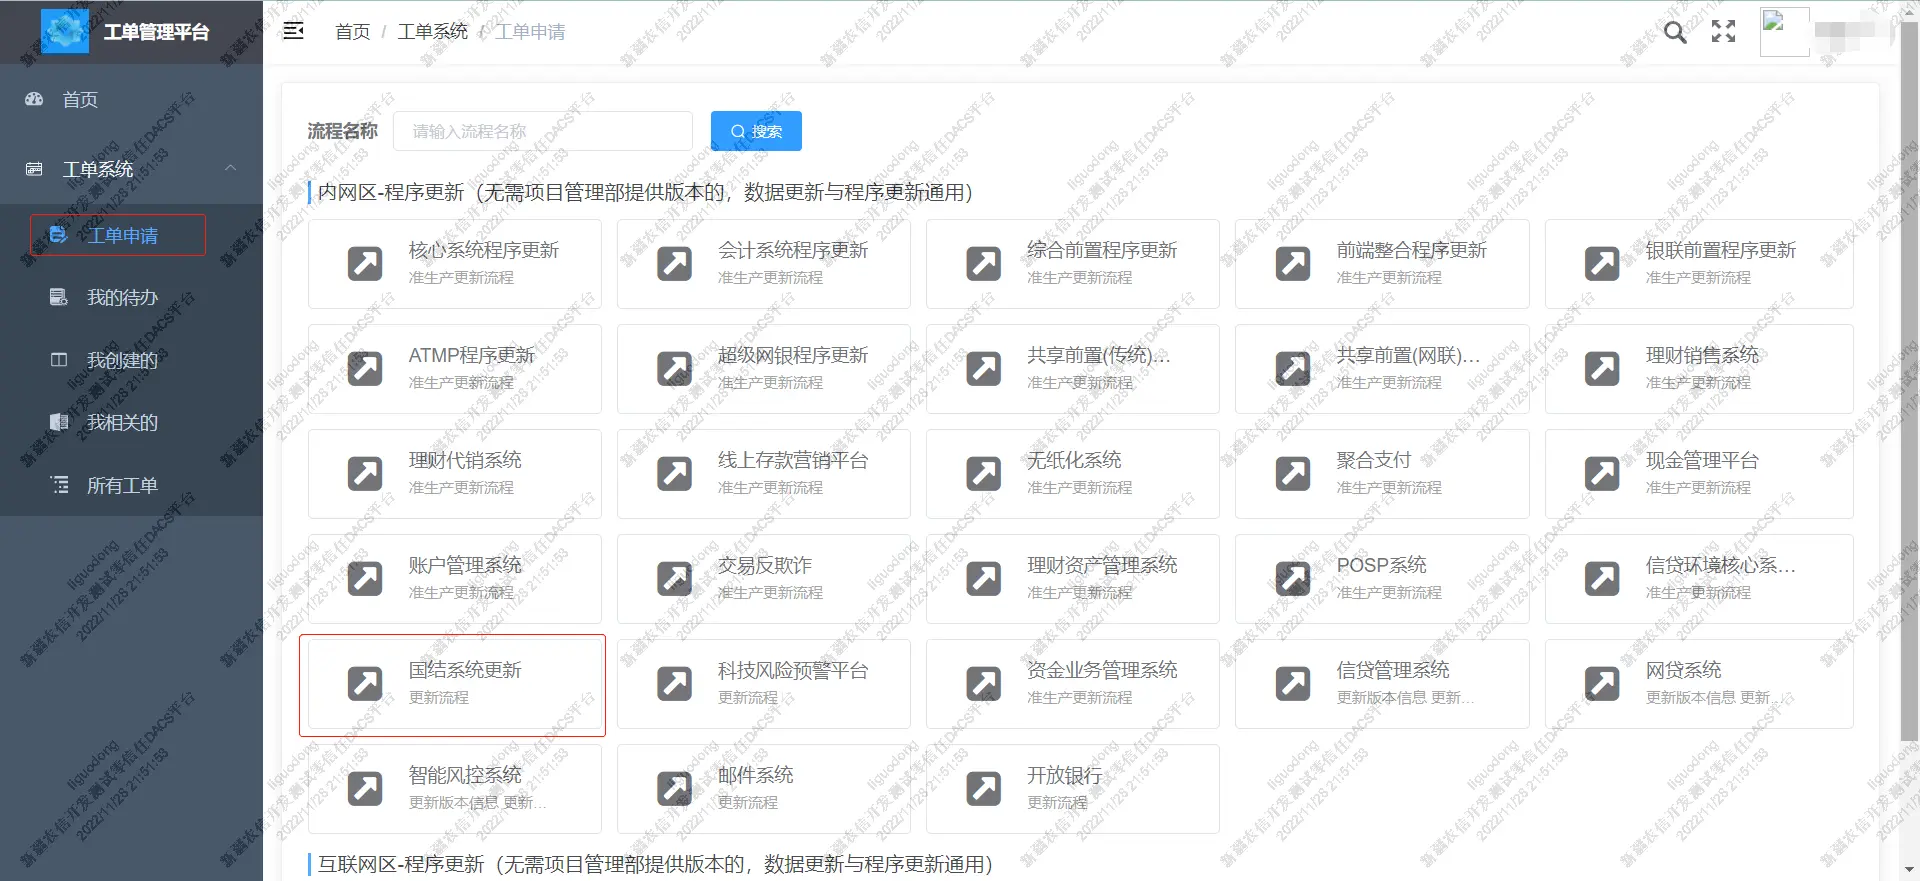 工单管理平台
首页 / 工单系统 / 工单申请
首页
工单系统
工单申请
我的待办
我创建的
我相关的
所有工单
流程名称 请输入流程名称 搜索
内网区-程序更新（无需项目管理部提供版本的，数据更新与程序更新通用）
核心系统程序更新
准生产更新流程
会计系统程序更新
准生产更新流程
综合前置程序更新
准生产更新流程
前端整合程序更新
准生产更新流程
银联前置程序更新
准生产更新流程
ATMP程序更新
准生产更新流程
超级网银程序更新
准生产更新流程
共享前置(传统)...
准生产更新流程
共享前置(网联)...
准生产更新流程
理财销售系统
准生产更新流程
理财代销系统
准生产更新流程
线上存款营销平台
准生产更新流程
无纸化系统
准生产更新流程
聚合支付
准生产更新流程
现金管理平台
准生产更新流程
账户管理系统
准生产更新流程
交易反欺诈
准生产更新流程
理财资产管理系统
准生产更新流程
POSP系统
准生产更新流程
信贷环境核心系...
准生产更新流程
国结系统更新
更新流程
科技风险预警平台
更新流程
资金业务管理系统
准生产更新流程
信贷管理系统
更新版本信息 更新...
网贷系统
更新版本信息 更新...
智能风控系统
更新版本信息 更新...
邮件系统
更新流程
开放银行
更新流程
互联网区-程序更新（无需项目管理部提供版本的，数据更新与程序更新通用）
liguodong
新疆农信开发测试零信任DACS平台
2022/11/28 21:51:53